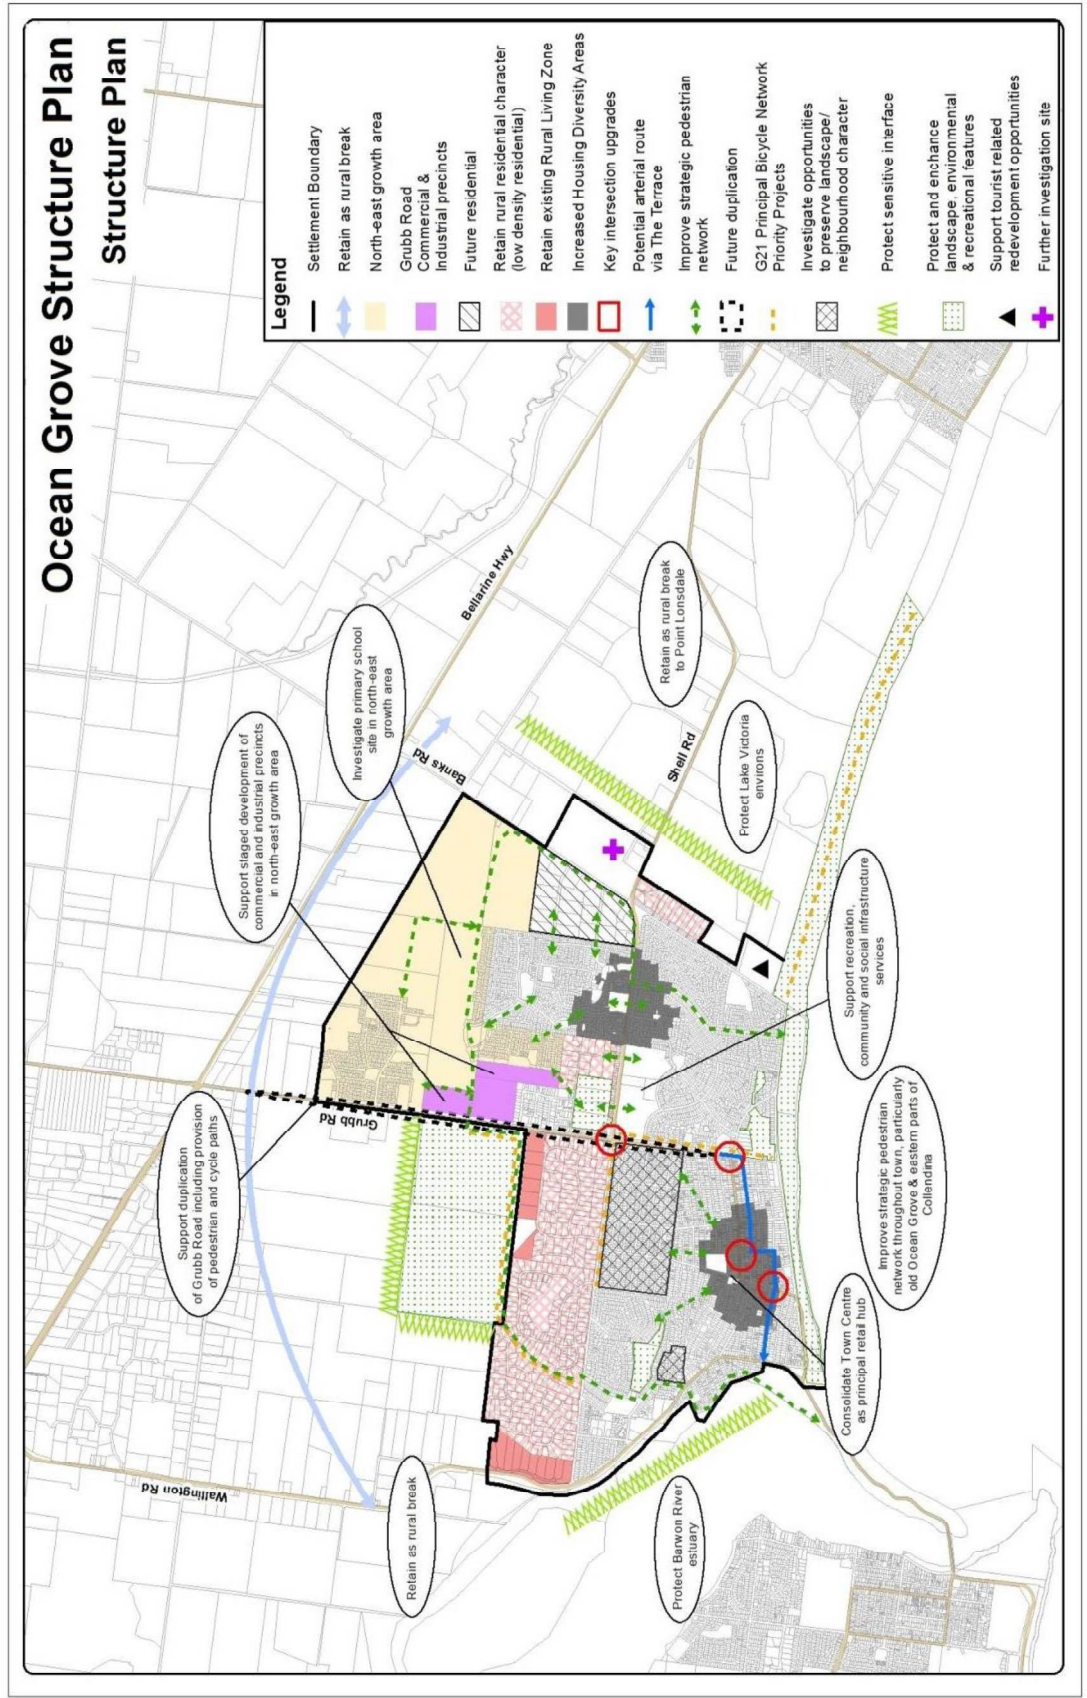 Ocean Grove Structure Plan
Structure Plan
Legend
Settlement Boundary
Retain as rural break
North-east growth area
Grubb Road
Commercial &
Industrial precincts
Future residential
Retain rural residential character
(low density residential)
Retain existing Rural Living Zone
Increased Housing Diversity Areas
Key intersection upgrades
Potential arterial route
via The Terrace
Improve strategic pedestrian
network
Future duplication
G21 Principal Bicycle Network
Priority Projects
Investigate opportunities
to preserve landscape/
neighbourhood character
Protect sensitive interface
Protect and enchance
landscape, environmental
& recreational features
Support tourist related
redevelopment opportunities
Further investigation site
Wallington Rd
Retain as rural break
Support duplication
of Grubb Road including provision
of pedestrian and cycle paths
Grubb Rd
Support staged development of
commercial and industrial precincts
in north-east growth area
Investigate primary school
site in north-east
growth area
Banks Rd
Bellarine Hwy
Retain as rural break
to Point Lonsdale
Shell Rd
Protect Lake Victoria
environs
Support recreation,
community and social infrastructure
services
Improve strategic pedestrian
network throughout town, particularly
old Ocean Grove & eastern parts of
Collendina
Consolidate Town Centre
as principal retail hub
Protect Barwon River
estuary